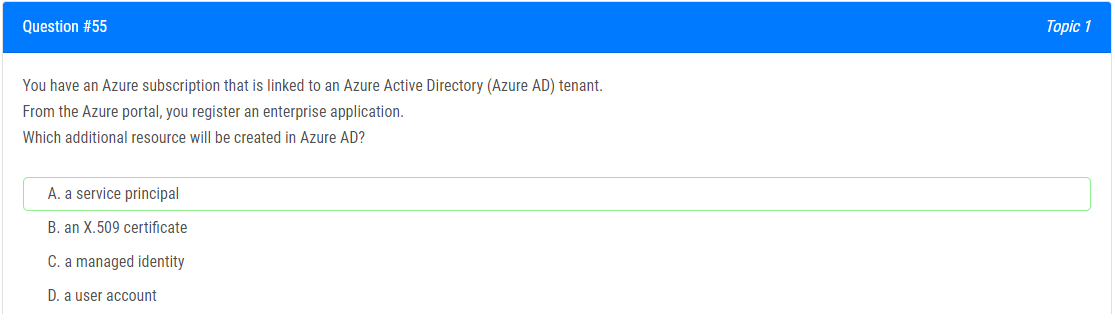 Question #55
Topic 1
You have an Azure subscription that is linked to an Azure Active Directory (Azure AD) tenant.
From the Azure portal, you register an enterprise application.
Which additional resource will be created in Azure AD?
A. a service principal
B. an X.509 certificate
C. a managed identity
D. a user account